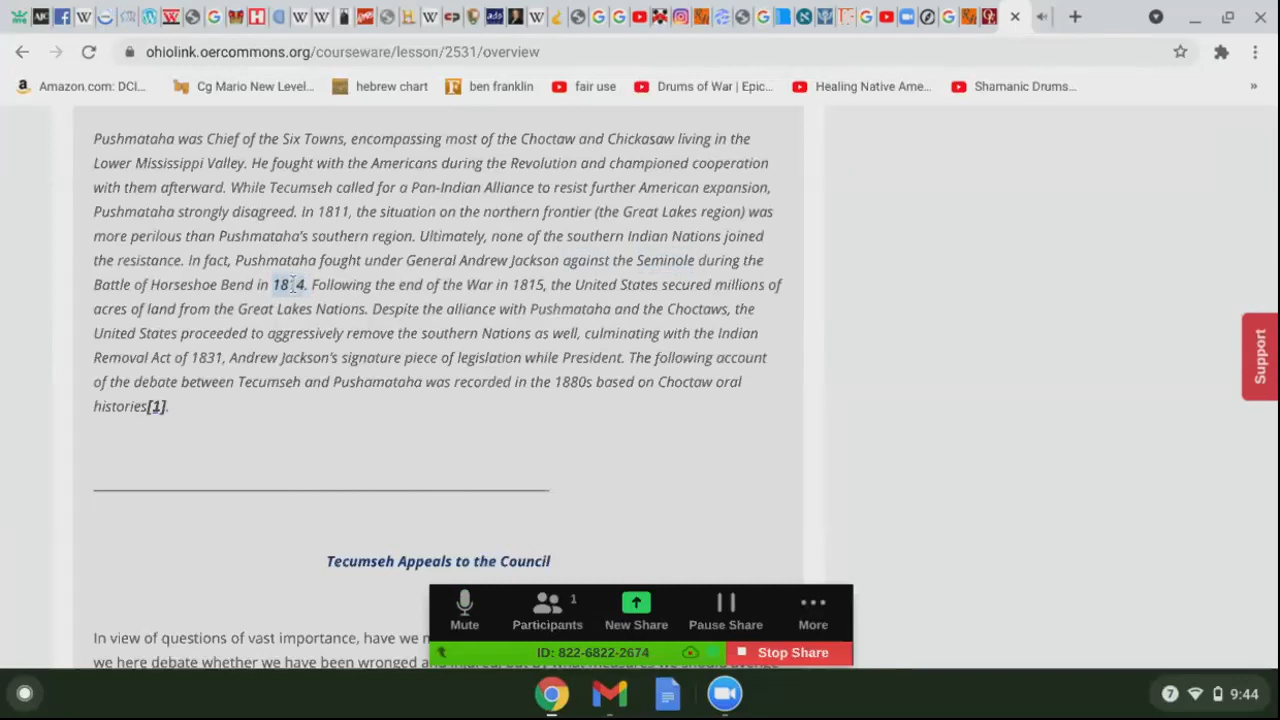 ohiolink.oercommons.org/courseware/lesson/2531/overview
Amazon.com: DCI... Cg Mario New Level... hebrew chart ben franklin fair use Drums of War | Epic... Healing Native Ame... Shamanic Drums... »
Pushmataha was Chief of the Six Towns, encompassing most of the Choctaw and Chickasaw living in the
Lower Mississippi Valley. He fought with the Americans during the Revolution and championed cooperation
with them afterward. While Tecumseh called for a Pan-Indian Alliance to resist further American expansion,
Pushmataha strongly disagreed. In 1811, the situation on the northern frontier (the Great Lakes region) was
more perilous than Pushmataha's southern region. Ultimately, none of the southern Indian Nations joined
the resistance. In fact, Pushmataha fought under General Andrew Jackson against the Seminole during the
Battle of Horseshoe Bend in 1814. Following the end of the War in 1815, the United States secured millions of
acres of land from the Great Lakes Nations. Despite the alliance with Pushmataha and the Choctaws, the
United States proceeded to aggressively remove the southern Nations as well, culminating with the Indian
Removal Act of 1831, Andrew Jackson's signature piece of legislation while President. The following account
of the debate between Tecumseh and Pushamataha was recorded in the 1880s based on Choctaw oral
histories[1].
Support
Tecumseh Appeals to the Council
In view of questions of vast importance, have we
we here debate whether we have been wronged
1
Mute Participants New Share Pause Share More
ID: 822-6822-2674 Stop Share
7 9:44